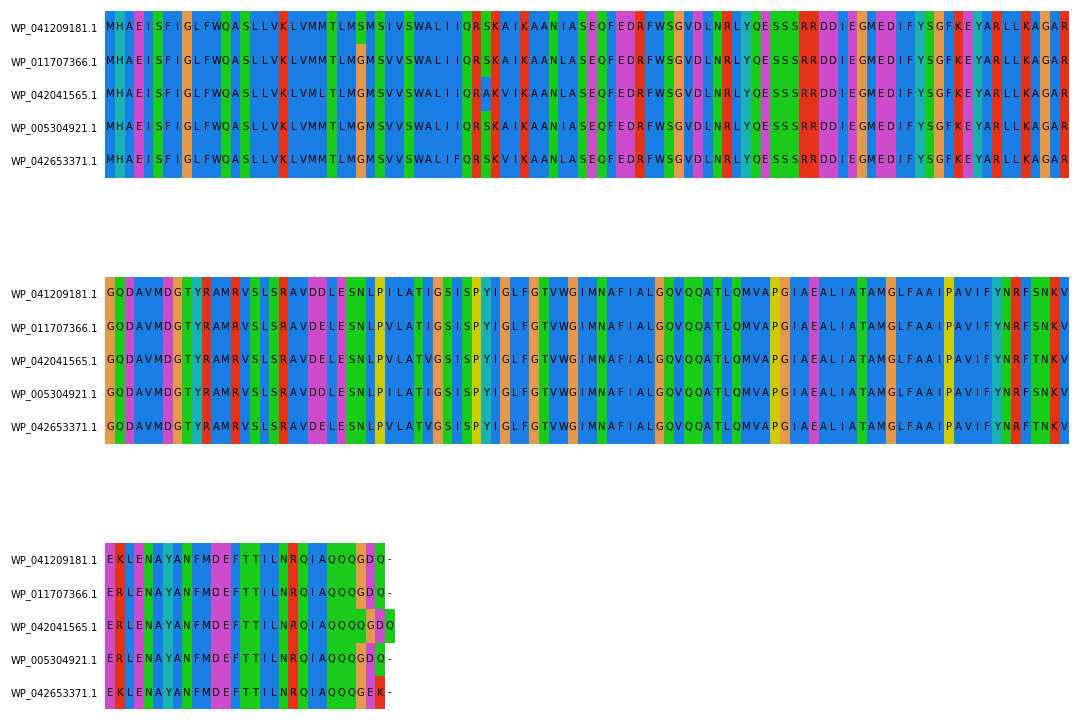 WP_041209181.1 MHAEISFIGLFWQASLLVKLVMMTLMSMSIVSWALIIQRSKAIKAANIASEQFEDRFWSGVDLNRLYQESSSRRDDIEGMEDIFYSGFKEYARLLKAGAR
WP_011707366.1 MHAEISFIGLFWQASLLVKLVMMTLMGMSVVSWALIIQRSKAIKAANLASEQFEDRFWSGVDLNRLYQESSSRRDDIEGMEDIFYSGFKEYARLLKAGAR
WP_042041565.1 MHAEISFIGLFWQASLLVKLVMLTLMGMSVVSWALIIQRAKVIKAANLASEQFEDRFWSGVDLNRLYQESSSRRDDIEGMEDIFYSGFKEYARLLKAGAR
WP_005304921.1 MHAEISFIGLFWQASLLVKLVMMTLMGMSVVSWALIIQRSKAIKAANIASEQFEDRFWSGVDLNRLYQESSSRRDDIEGMEDIFYSGFKEYARLLKAGAR
WP_042653371.1 MHAEISFIGLFWQASLLVKLVMMTLMGMSVVSWALIFQRSKVIKAANLASEQFEDRFWSGVDLNRLYQESSSRRDDIEGMEDIFYSGFKEYARLLKAGAR
WP_041209181.1 GQDAVMDGTYRAMRVSLSRAVDDLESNLPILATIGSISPYIGLFGTVWGIMNAFIALGQVQQATLQMVAPGIAEALIATAMGLFAAIPAVIFYNRFSNKV
WP_011707366.1 GQDAVMDGTYRAMRVSLSRAVDELESNLPVLATIGSISPYIGLFGTVWGIMNAFIALGQVQQATLQMVAPGIAEALIATAMGLFAAIPAVIFYNRFSNKV
WP_042041565.1 GQDAVMDGTYRAMRVSLSRAVDELESNLPVLATVGSISPYIGLFGTVWGIMNAFIALGQVQQATLQMVAPGIAEALIATAMGLFAAIPAVIFYNRFTNKV
WP_005304921.1 GQDAVMDGTYRAMRVSLSRAVDDLESNLPILATIGSISPYIGLFGTVWGIMNAFIALGQVQQATLQMVAPGIAEALIATAMGLFAAIPAVIFYNRFSNKV
WP_042653371.1 GQDAVMDGTYRAMRVSLSRAVDELESNLPVLATVGSISPYIGLFGTVWGIMNAFIALGQVQQATLQMVAPGIAEALIATAMGLFAAIPAVIFYNRFTNKV
WP_041209181.1 EKLENAYANFMDEFTTILNRQIAQQQGDQ-
WP_011707366.1 ERLENAYANFMDEFTTILNRQIAQQQGDQ-
WP_042041565.1 ERLENAYANFMDEFTTILNRQIAQQQQGDQ
WP_005304921.1 ERLENAYANFMDEFTTILNRQIAQQQGDQ-
WP_042653371.1 EKLENAYANFMDEFTTILNRQIAQQQGEK-